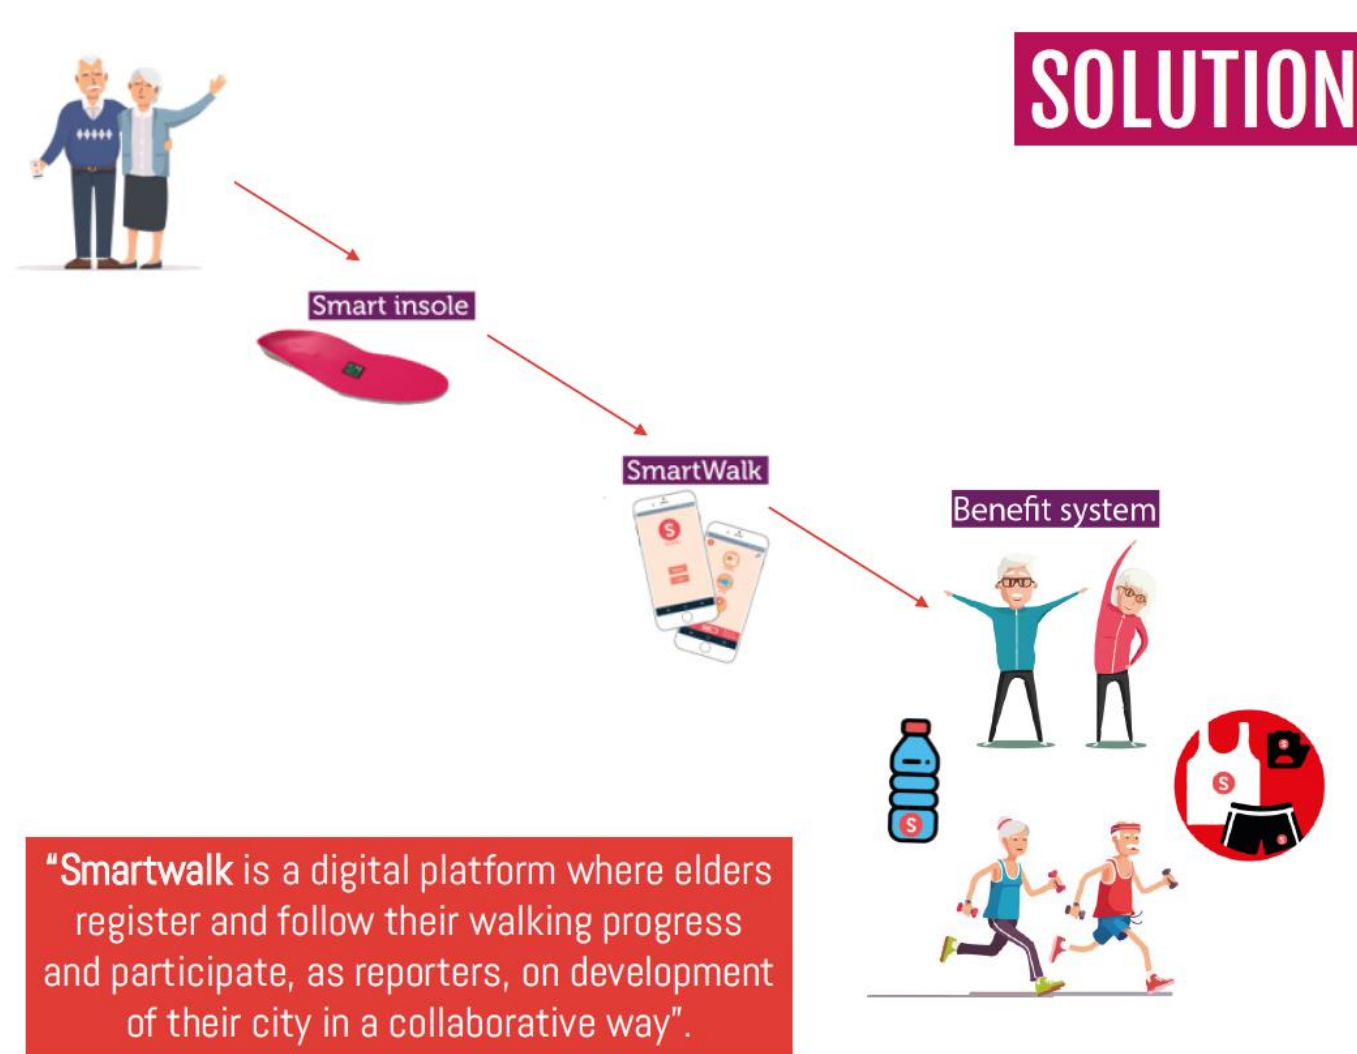 SOLUTION
Smart insole
SmartWalk
Benefit system
S
S
S
"Smartwalk is a digital platform where elders
register and follow their walking progress
and participate, as reporters, on development
of their city in a collaborative way".